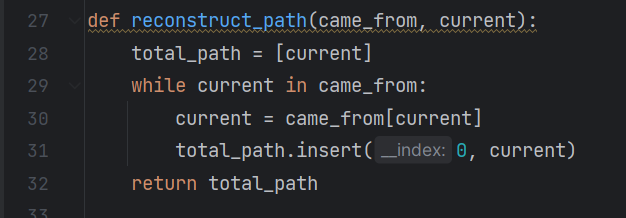 27 def reconstruct_path(came_from, current):
28     total_path = [current]
29     while current in came_from:
30         current = came_from[current]
31         total_path.insert(__index: 0, current)
32     return total_path
33